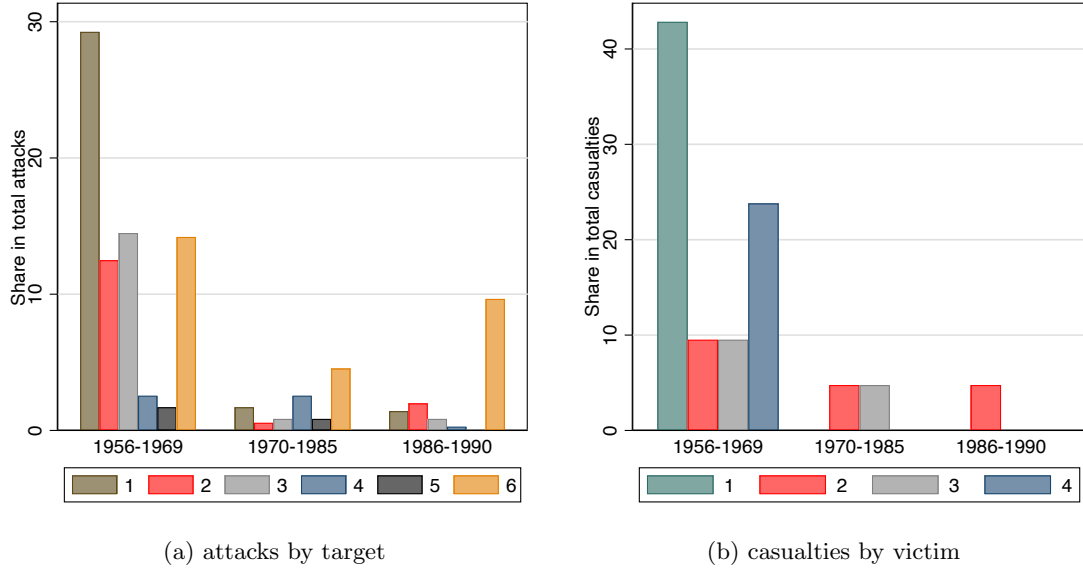 Share in total attacks
30
20
10
0
1956-1969 1970-1985 1986-1990
1 2 3 4 5 6
(a) attacks by target
Share in total casualties
40
30
20
10
0
1956-1969 1970-1985 1986-1990
1 2 3 4
(b) casualties by victim